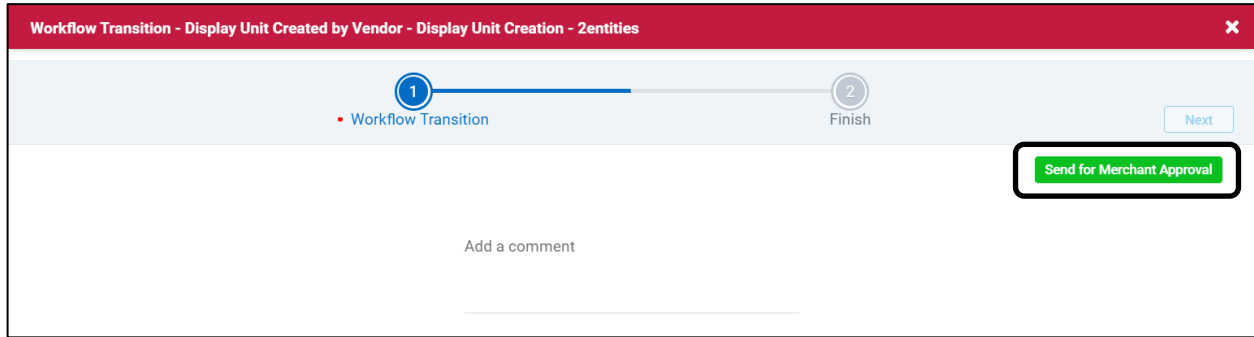 Workflow Transition - Display Unit Created by Vendor - Display Unit Creation - 2entities
1
2
Workflow Transition
Finish
Next
Send for Merchant Approval
Add a comment